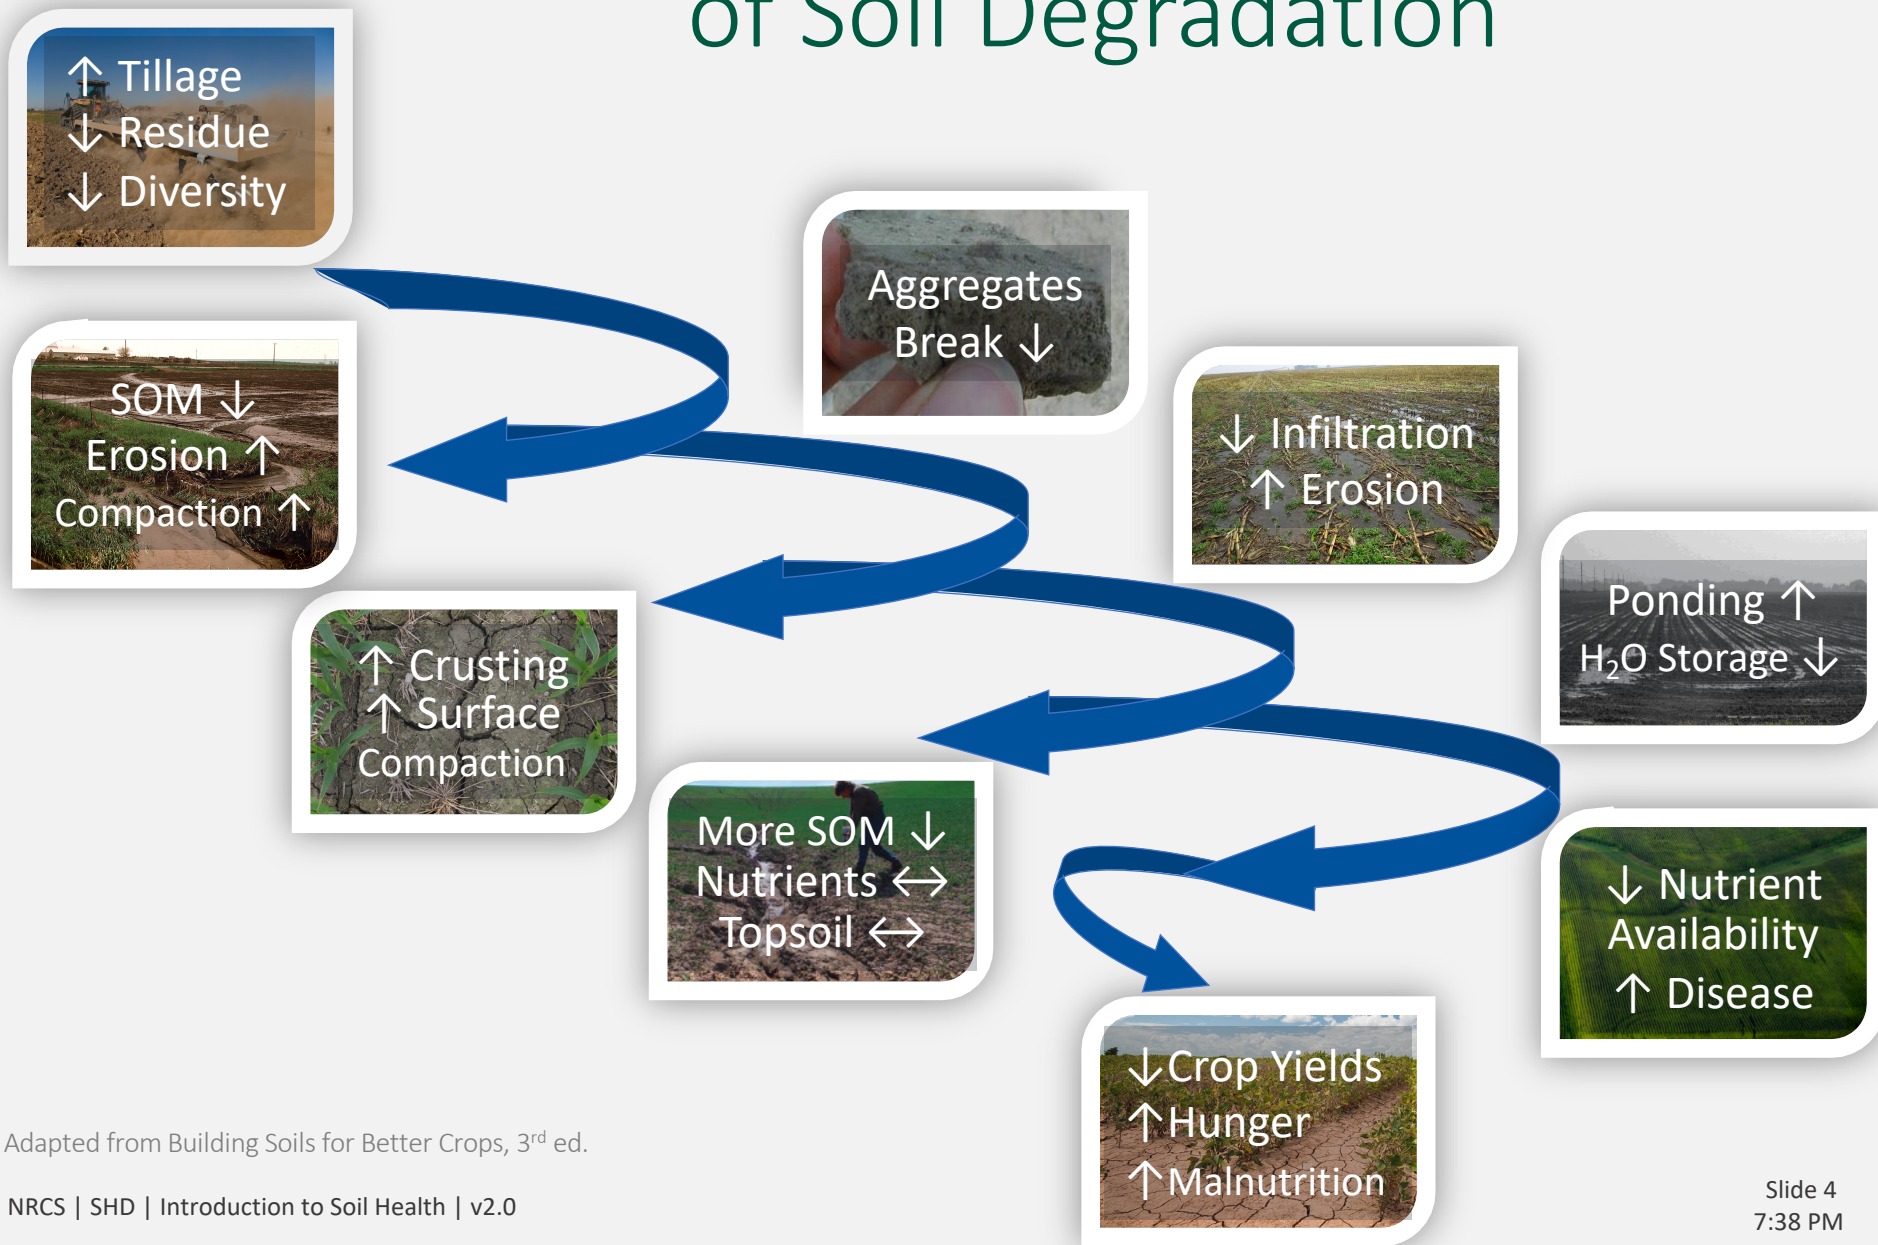 of Soil Degradation
↑ Tillage
↓ Residue
↓ Diversity
Aggregates
Break ↓
SOM ↓
Erosion ↑
Compaction ↑
↓ Infiltration
↑ Erosion
↑ Crusting
↑ Surface
Compaction
Ponding ↑
H₂O Storage ↓
More SOM ↓
Nutrients ↔
Topsoil ↔
↓ Nutrient
Availability
↑ Disease
↓Crop Yields
↑Hunger
↑Malnutrition
Adapted from Building Soils for Better Crops, 3rd ed.
NRCS | SHD | Introduction to Soil Health | v2.0
Slide 4
7:38 PM